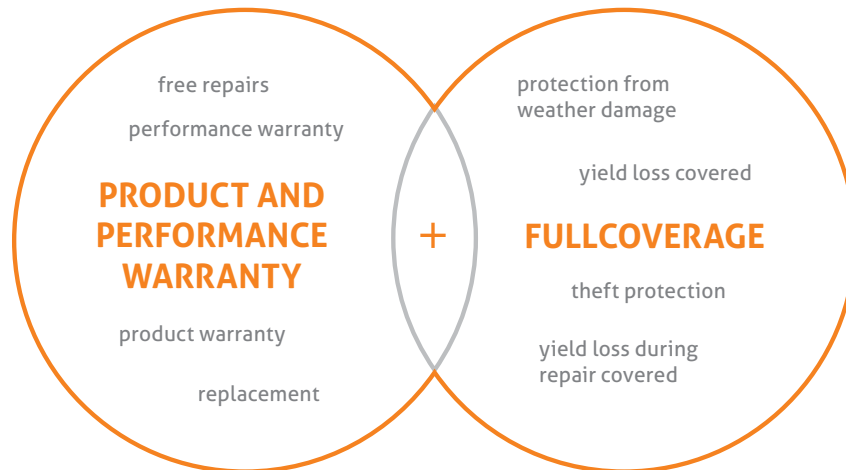 free repairs
performance warranty
PRODUCT AND
PERFORMANCE
WARRANTY
product warranty
replacement
+
protection from
weather damage
yield loss covered
FULLCOVERAGE
theft protection
yield loss during
repair covered